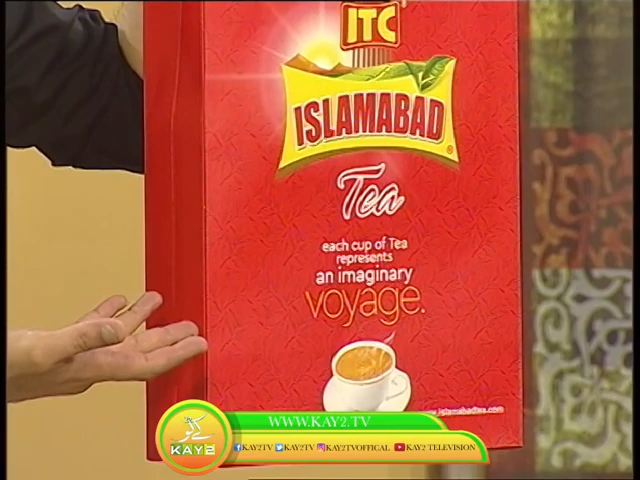 ITC
ISLAMABAD®
Tea
each cup of Tea
represents
an imaginary
voyage.
www.islamabadtea.com
WWW.KAY2.TV
کےٹو
KAY2
KAY2TV KAY2TV KAY2TVOFFICAL KAY2 TELEVISION